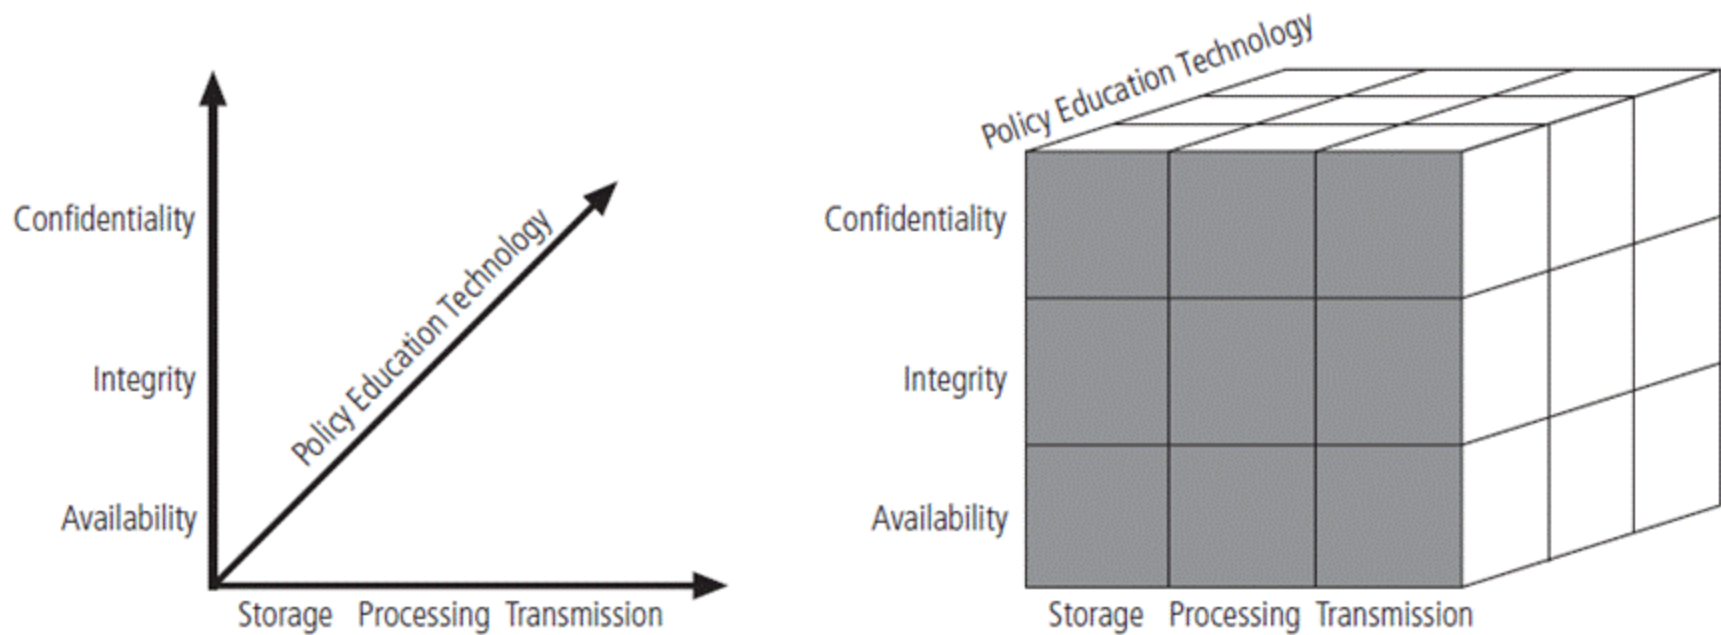 Policy Education Technology
Confidentiality
Integrity
Availability
Storage Processing Transmission
Policy Education Technology
Confidentiality
Integrity
Availability
Storage Processing Transmission